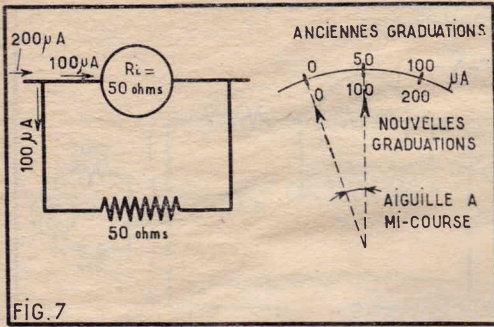 200µA
100µA
Ri =
50 ohms
100µA
50 ohms
ANCIENNES GRADUATIONS
0 50 100
µA
0 100 200
NOUVELLES
GRADUATIONS
AIGUILLE A
MI-COURSE
FIG.7